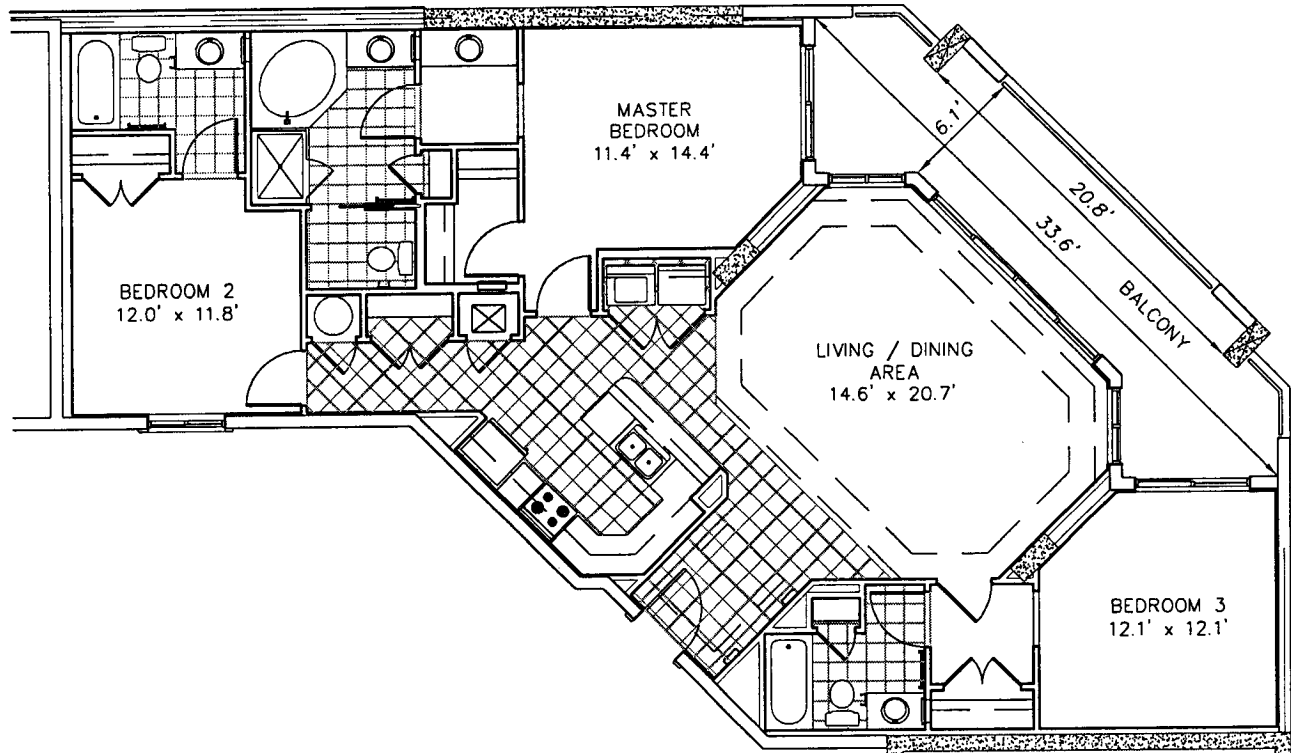 MASTER
BEDROOM
11.4' x 14.4'
6.1'
20.8'
33.6'
BALCONY
BEDROOM 2
12.0' x 11.8'
LIVING / DINING
AREA
14.6' x 20.7'
BEDROOM 3
12.1' x 12.1'